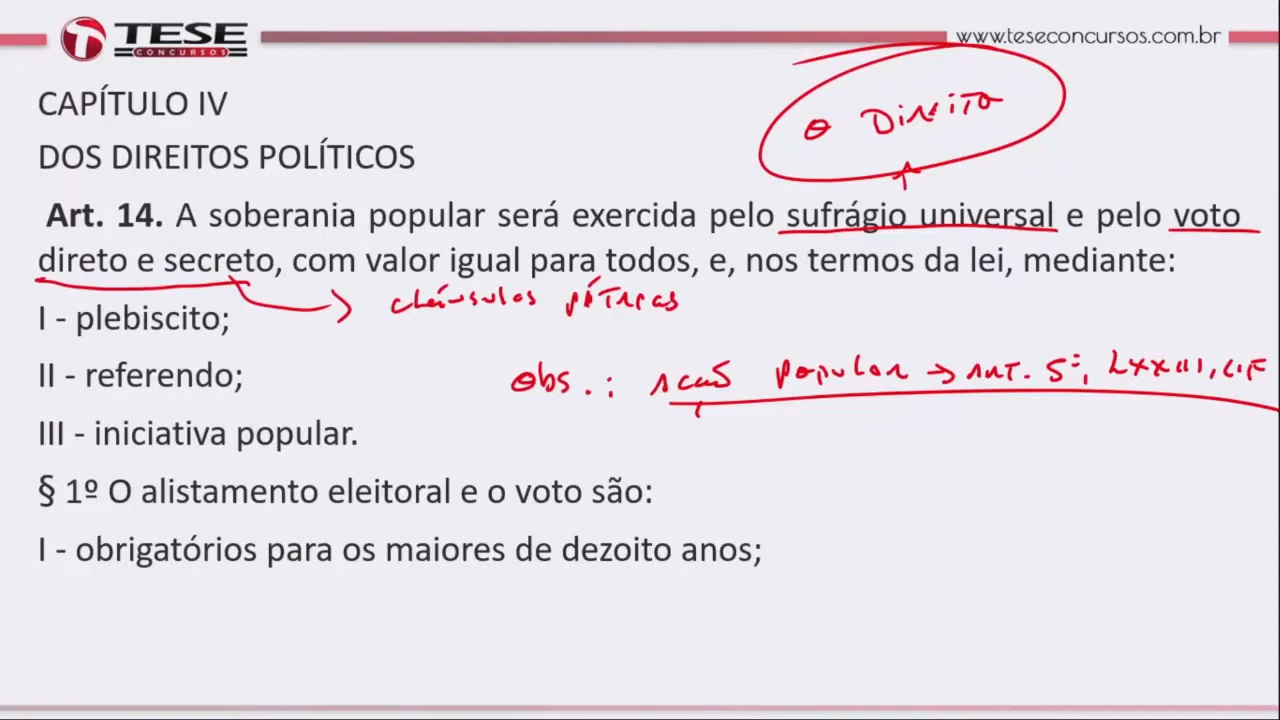 TESE
CONCURSOS
www.teseconcursos.com.br
CAPÍTULO IV
o Direito
DOS DIREITOS POLÍTICOS
Art. 14. A soberania popular será exercida pelo sufrágio universal e pelo voto
direto e secreto, com valor igual para todos, e, nos termos da lei, mediante:
cláusulas pétreas
I - plebiscito;
II - referendo;
Obs.: ação popular → art. 5º, LXXIII, CF
III - iniciativa popular.
§ 1º O alistamento eleitoral e o voto são:
I - obrigatórios para os maiores de dezoito anos;